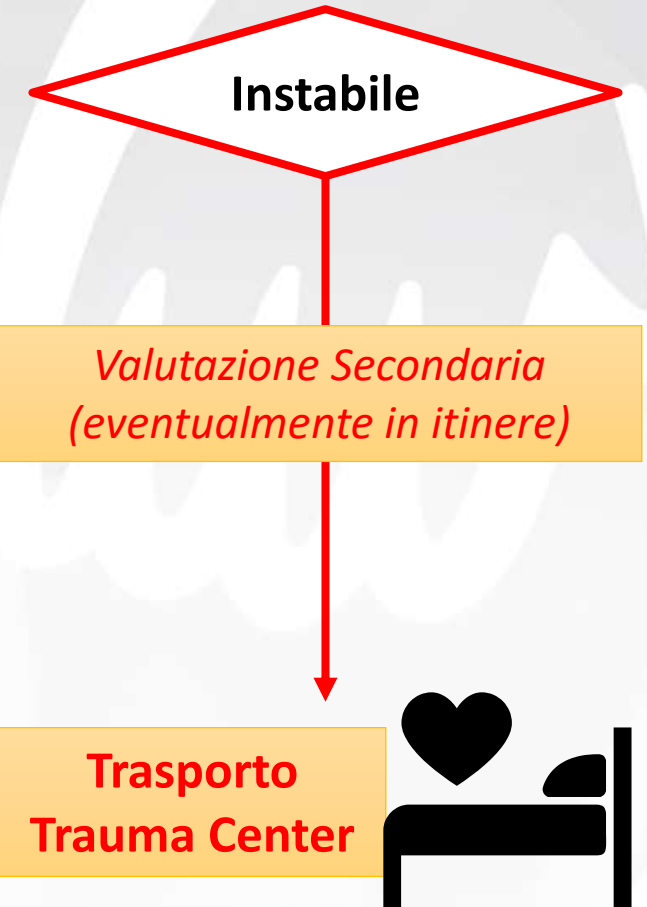 Instabile
Valutazione Secondaria
(eventualmente in itinere)
Trasporto
Trauma Center